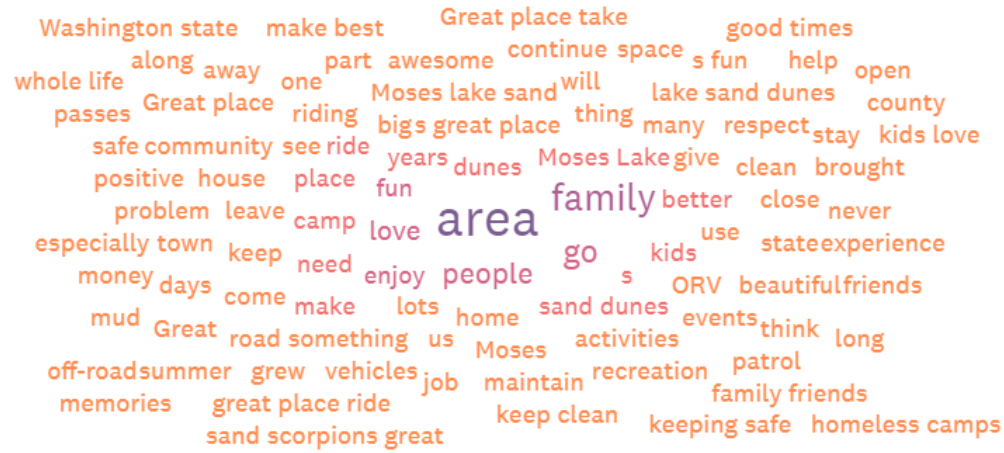 Great place take
Washington state make best good times
along away part awesome continue space s fun help open
whole life one Moses lake sand will lake sand dunes county
passes Great place riding bigs great place thing many respect stay kids love
safe community see ride years dunes Moses Lake give clean brought
positive house place fun family better close never
problem leave camp love area use
especially town keep need enjoy people go kids state experience
money days come make lots s ORV beautiful friends
mud Great road something us home sand dunes activities events think long
off-road summer grew vehicles job Moses maintain recreation patrol
memories great place ride keep clean family friends
sand scorpions great keeping safe homeless camps